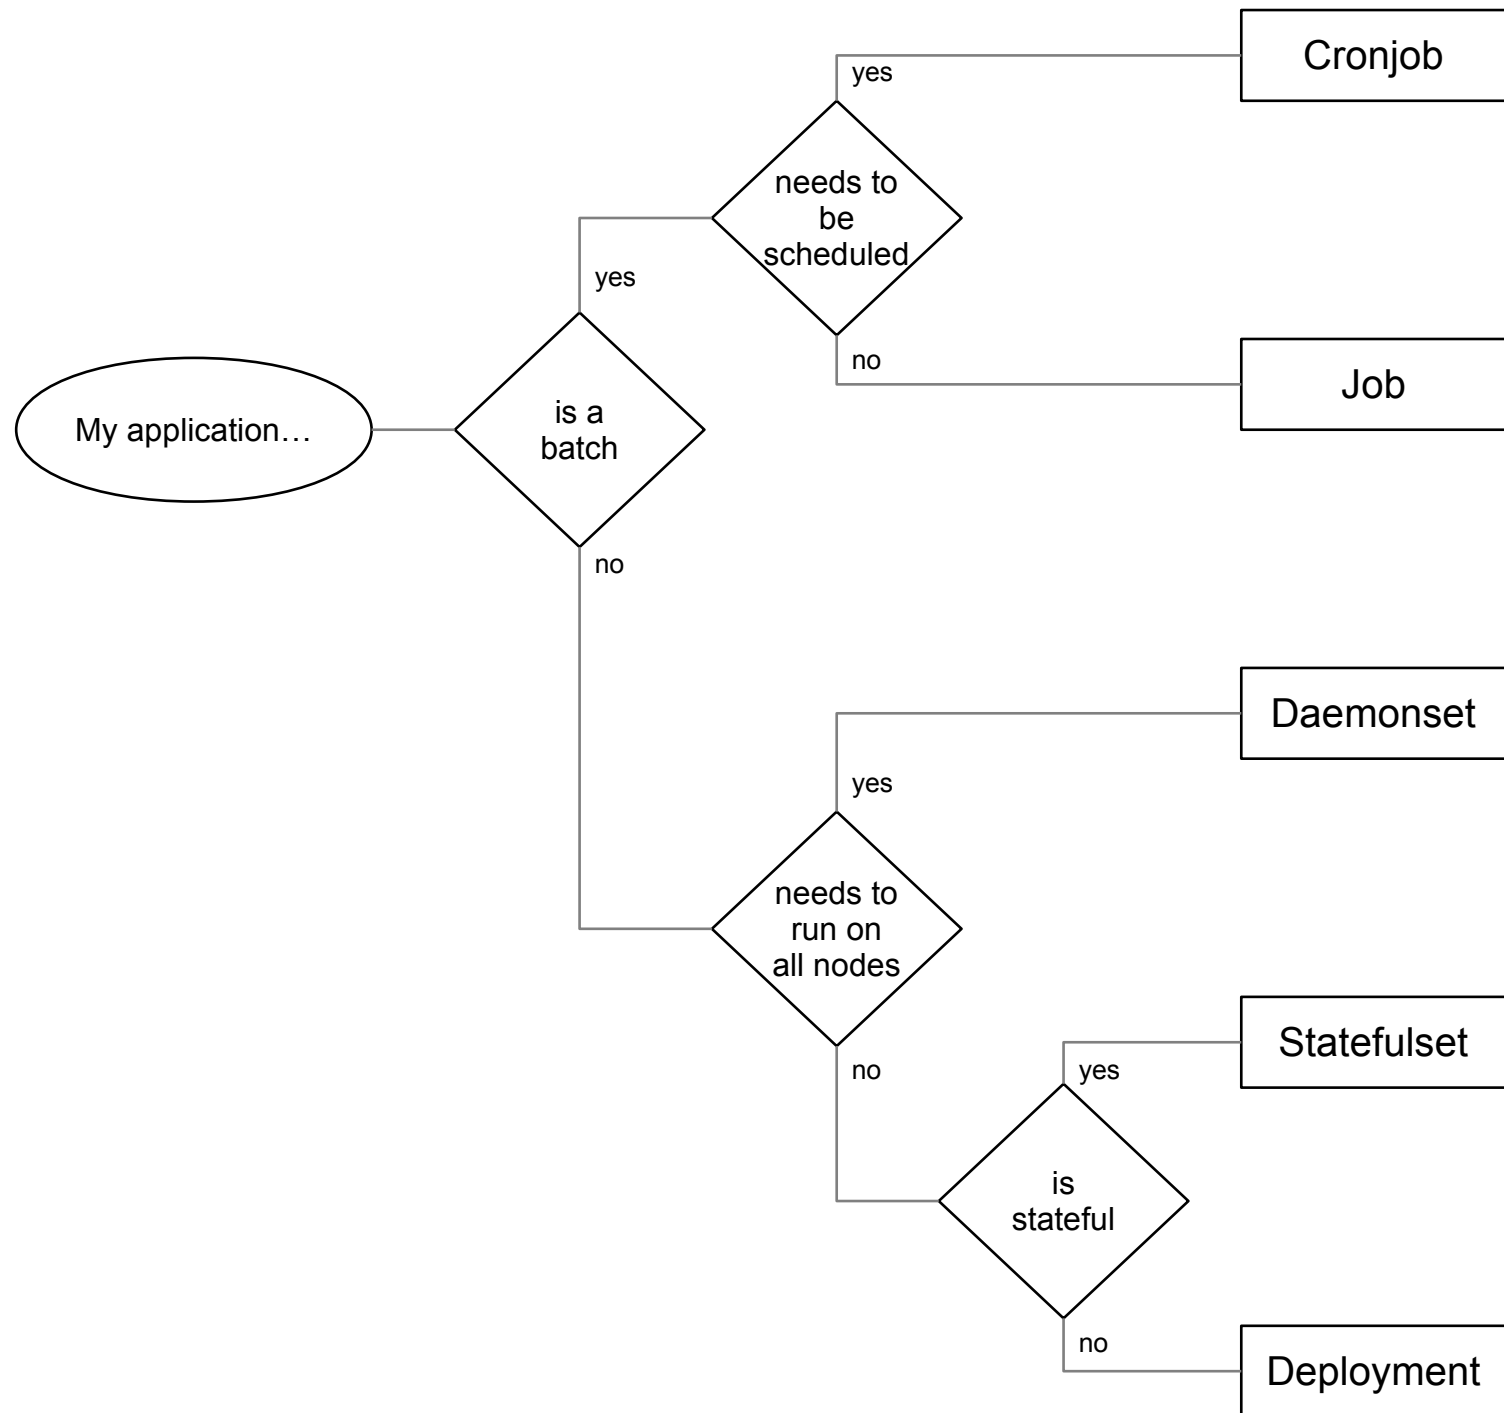 Cronjob
yes
needs to
be
scheduled
yes
no
Job
is a
batch
My application…
no
Daemonset
yes
needs to
run on
all nodes
Statefulset
no
yes
is
stateful
no
Deployment